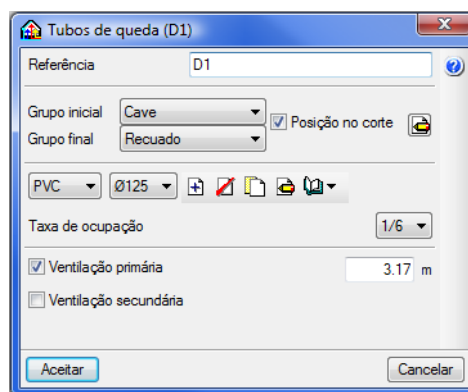 Tubos de queda (D1)
Referência D1
Grupo inicial Cave
Posição no corte
Grupo final Recuado
PVC Ø125
Taxa de ocupação 1/6
Ventilação primária 3.17 m
Ventilação secundária
Aceitar Cancelar